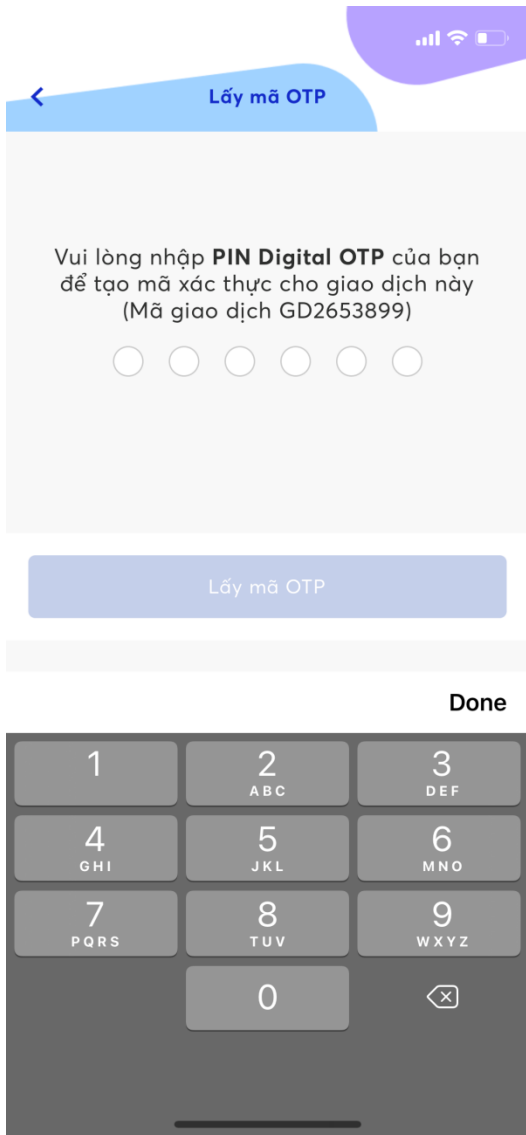 Lấy mã OTP
Vui lòng nhập PIN Digital OTP của bạn
để tạo mã xác thực cho giao dịch này
(Mã giao dịch GD2653899)
Lấy mã OTP
Done
1 2 3
ABC DEF
4 5 6
GHI JKL MNO
7 8 9
PQRS TUV WXYZ
0